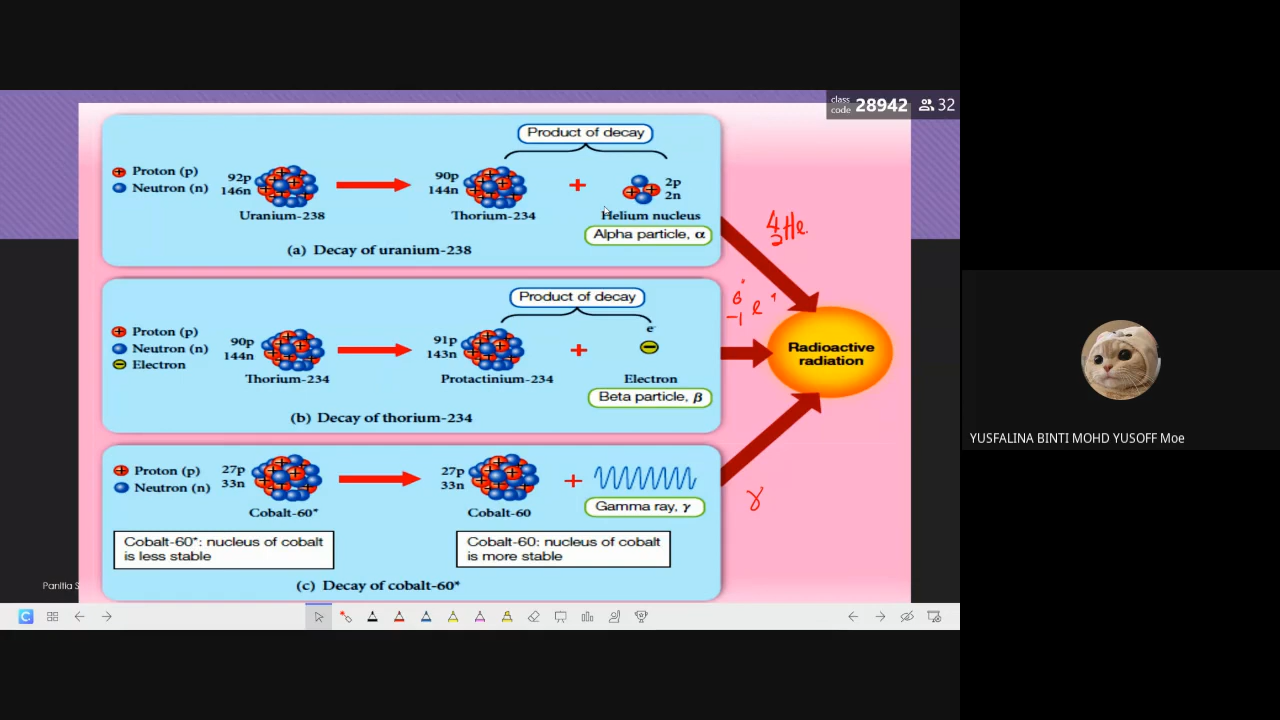 class code 28942 32
Product of decay
Proton (p)
Neutron (n)
92p
146n
Uranium-238
90p
144n
Thorium-234
+
2p
2n
Helium nucleus
Alpha particle, α
(a) Decay of uranium-238
⁴₂He
Product of decay
Proton (p)
Neutron (n)
Electron
90p
144n
Thorium-234
91p
143n
Protactinium-234
+
e-
Electron
Beta particle, β
(b) Decay of thorium-234
Radioactive
radiation
Proton (p)
Neutron (n)
27p
33n
Cobalt-60*
27p
33n
Cobalt-60
+
Gamma ray, γ
γ
Cobalt-60*: nucleus of cobalt
is less stable
Cobalt-60: nucleus of cobalt
is more stable
(c) Decay of cobalt-60*
Panitia
YUSFALINA BINTI MOHD YUSOFF Moe